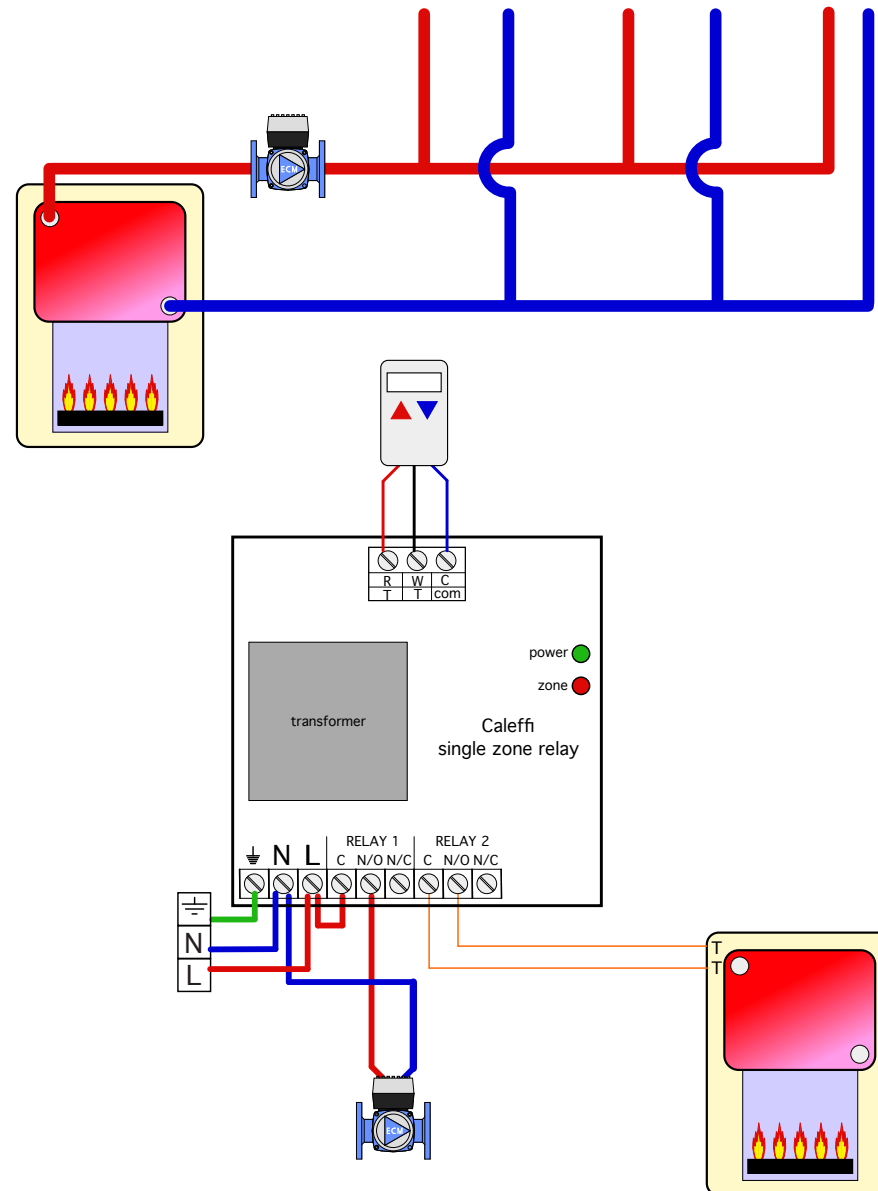 ECM
R W C
T T com
power
zone
transformer
Caleffi
single zone relay
RELAY 1 RELAY 2
N L C N/O N/C C N/O N/C
N
L
T
T
ECM